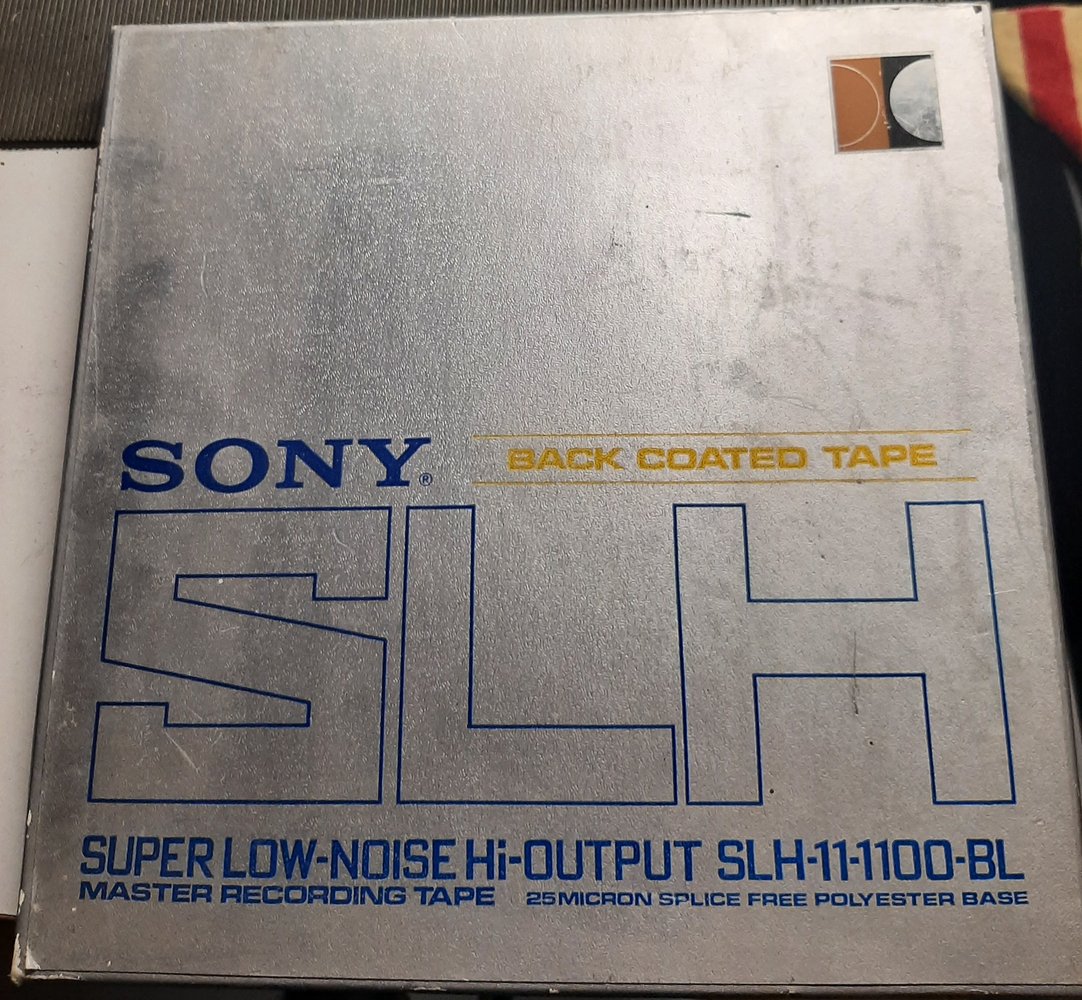 SONY®
BACK COATED TAPE
SLH
SUPER LOW-NOISE Hi-OUTPUT SLH-11-1100-BL
MASTER RECORDING TAPE 25 MICRON SPLICE FREE POLYESTER BASE